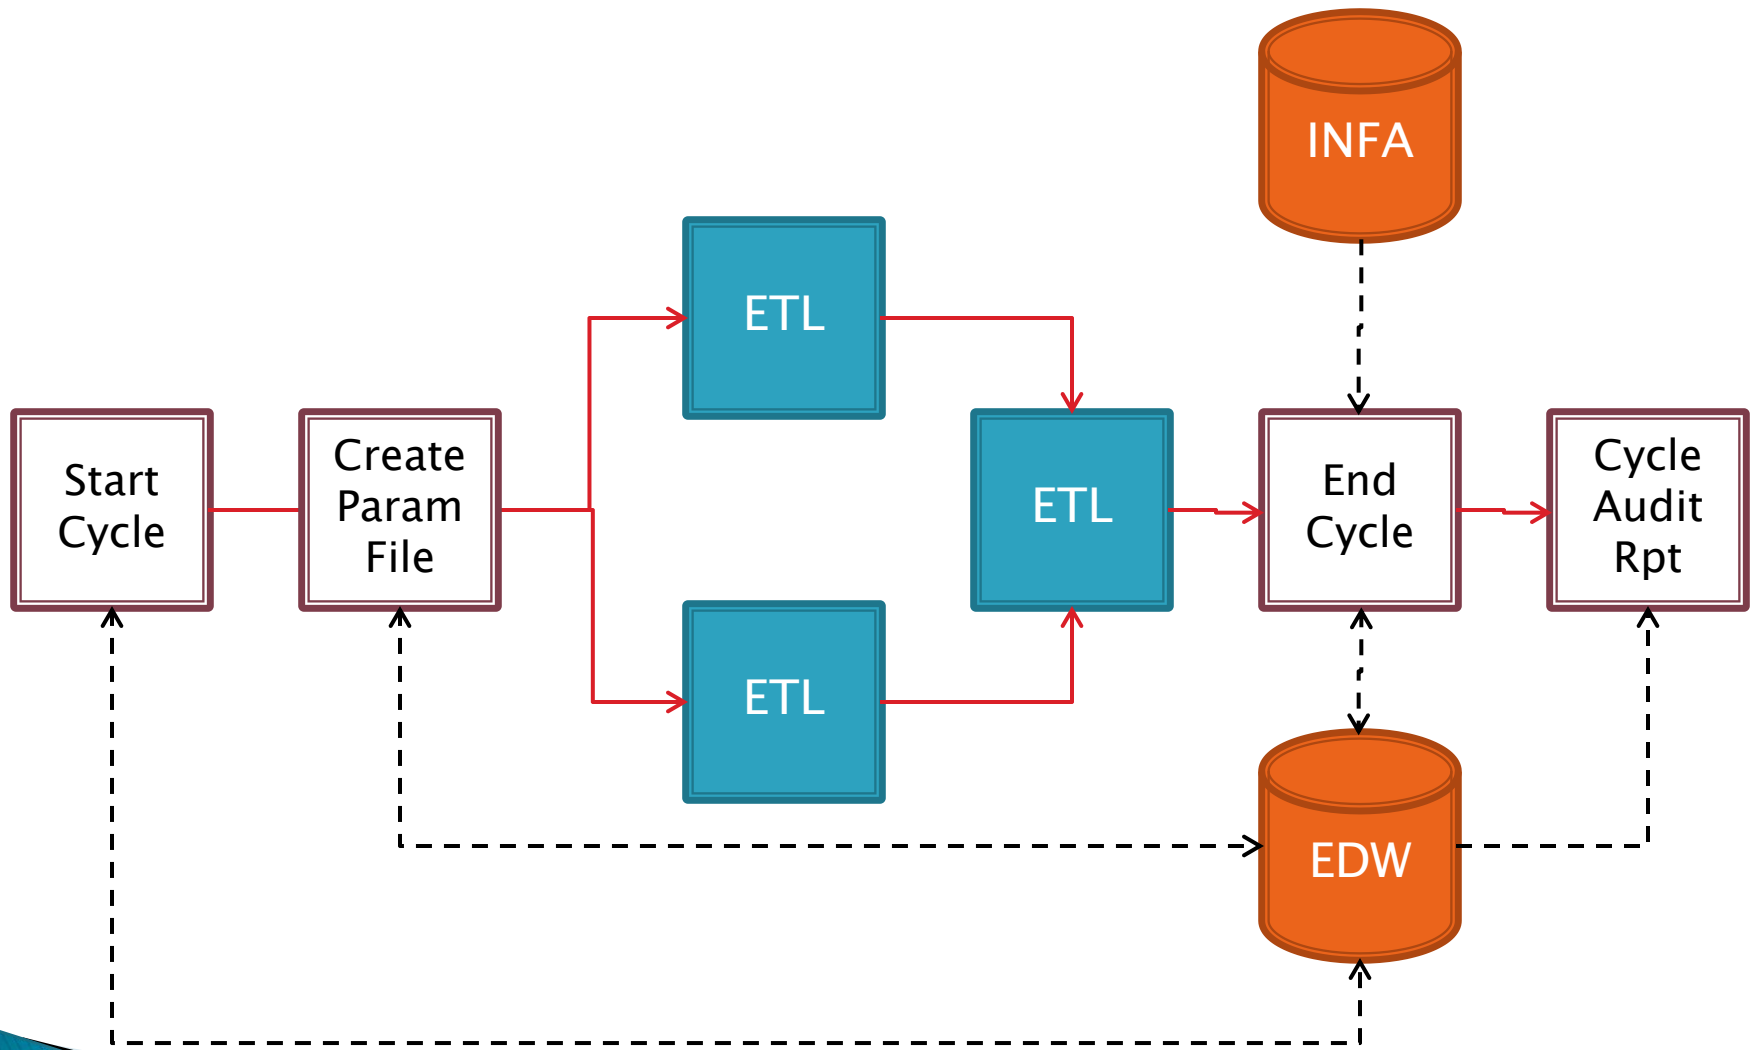 INFA
ETL
Start
Cycle
Create
Param
File
ETL
End
Cycle
Cycle
Audit
Rpt
ETL
EDW